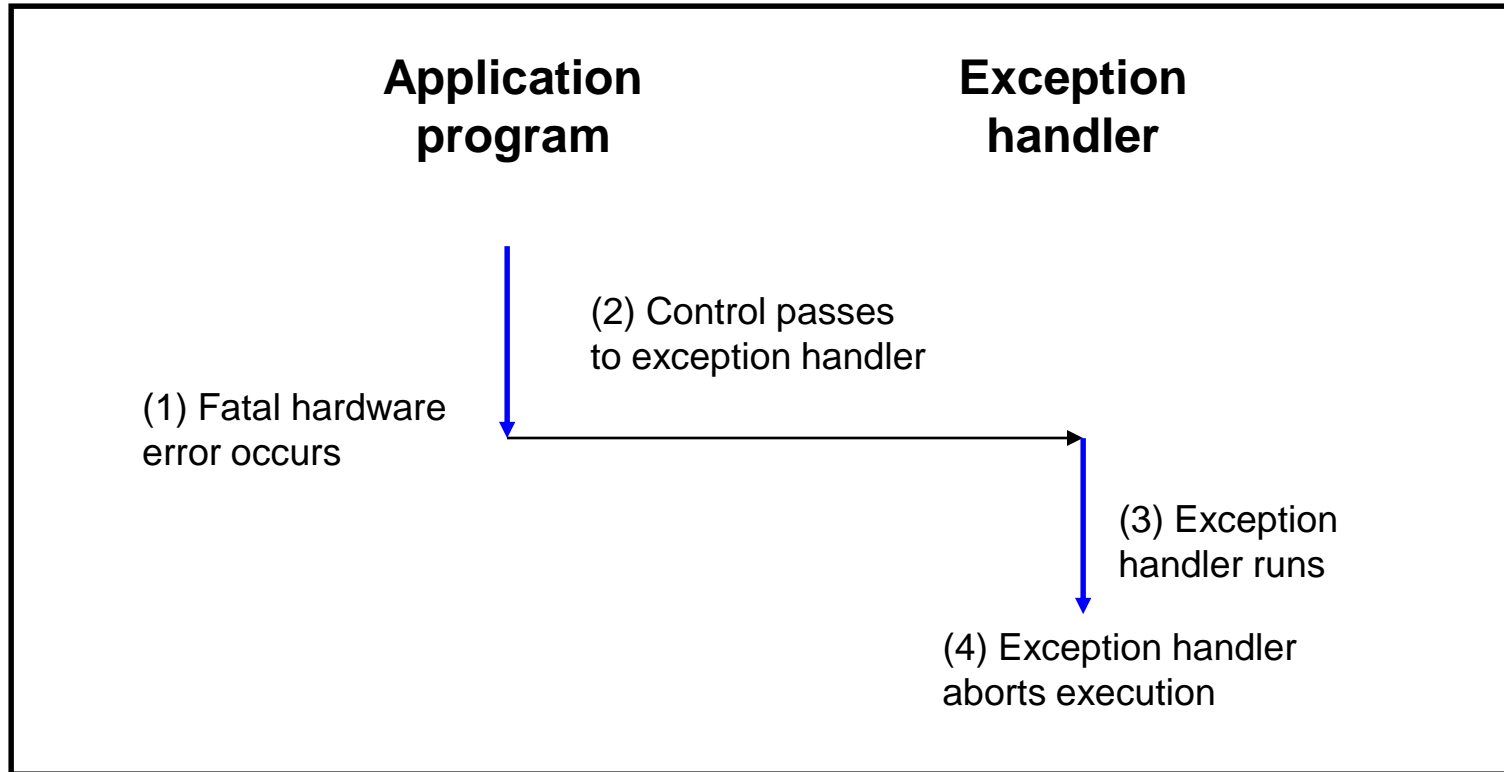 Application
program
Exception
handler
(2) Control passes
to exception handler
(1) Fatal hardware
error occurs
(3) Exception
handler runs
(4) Exception handler
aborts execution